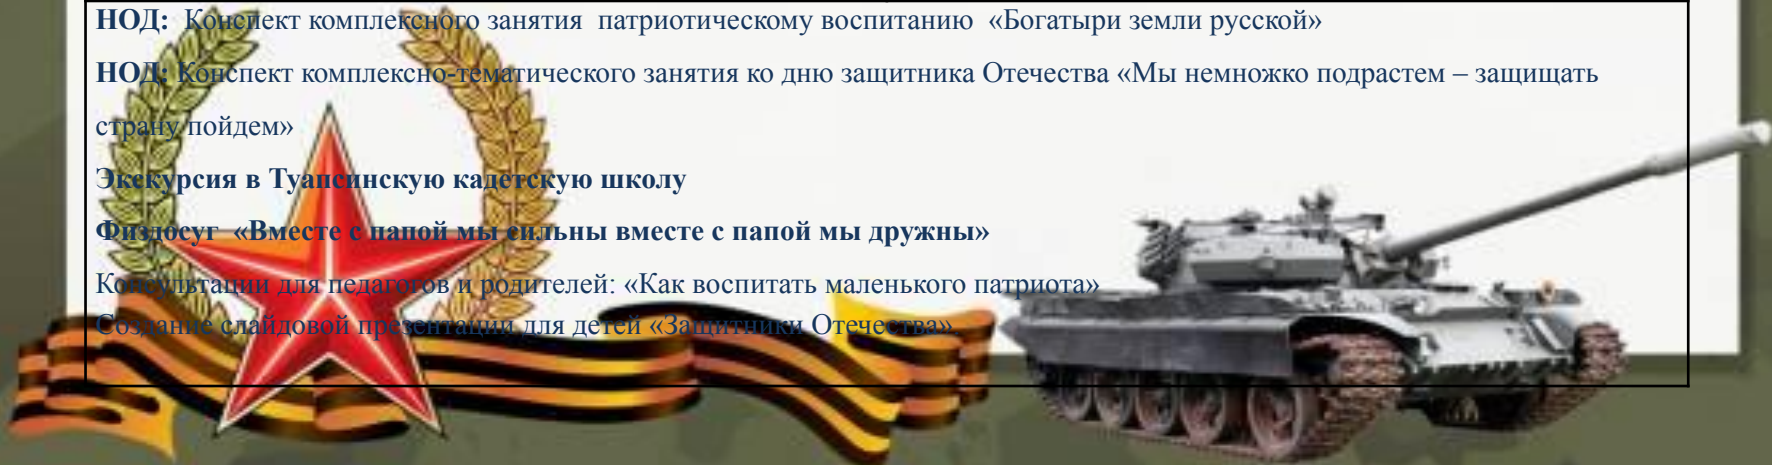 НОД: Конспект комплексного занятия патриотическому воспитанию «Богатыри земли русской»
НОД: Конспект комплексно-тематического занятия ко дню защитника Отечества «Мы немножко подрастем – защищать
страну пойдем»
Экскурсия в Туапсинскую кадетскую школу
Физдосуг «Вместе с папой мы сильны вместе с папой мы дружны»
Консультации для педагогов и родителей: «Как воспитать маленького патриота»
Создание слайдовой презентации для детей «Защитники Отечества».